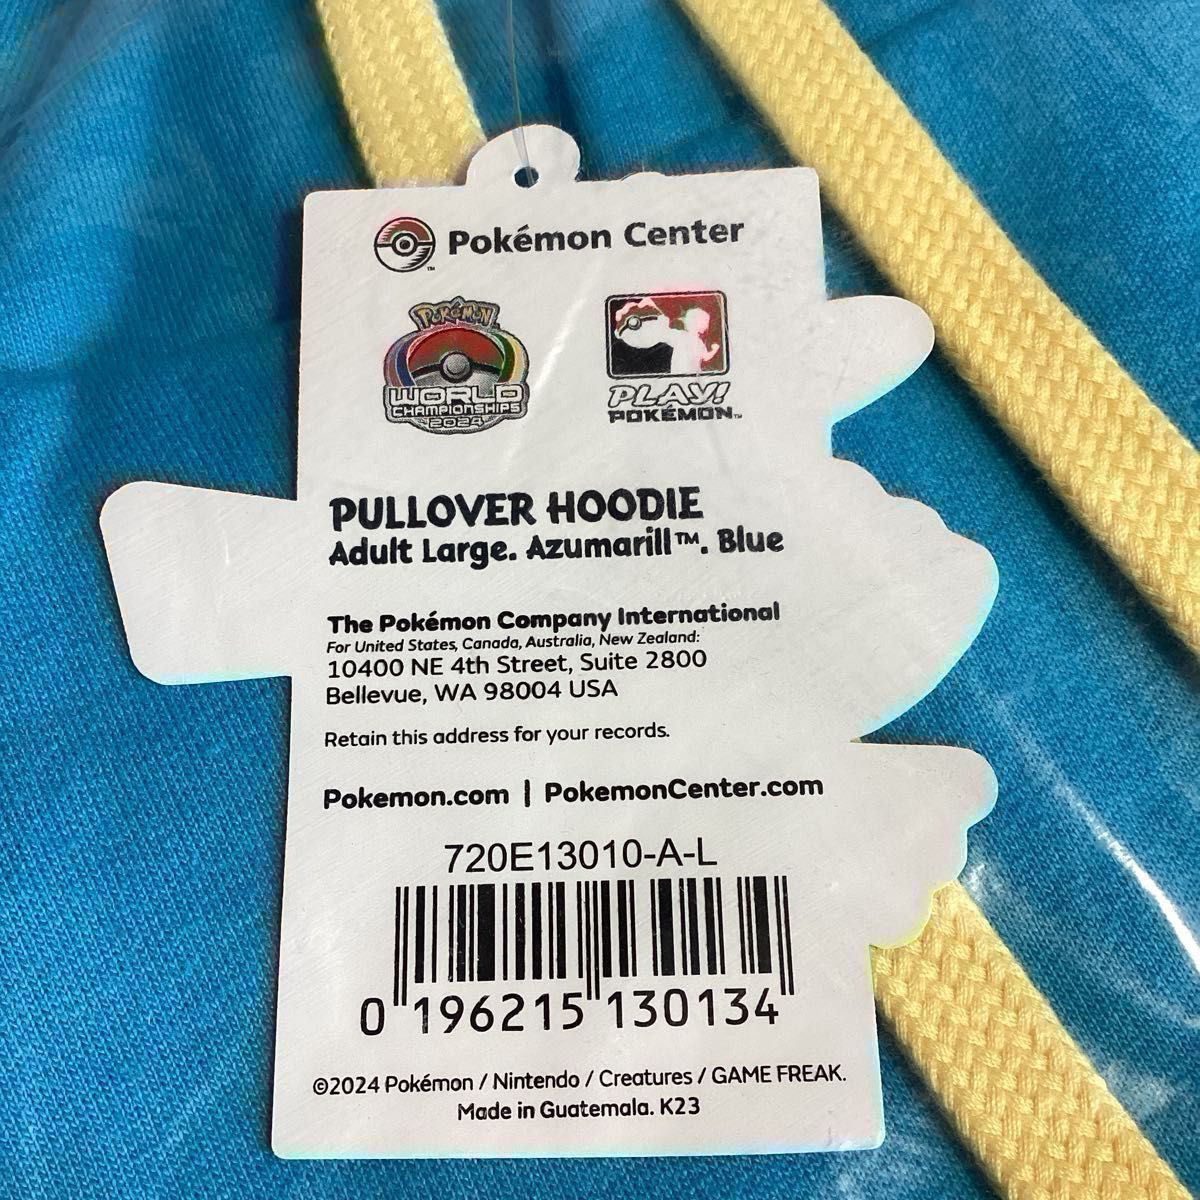 Pokémon Center
POKéMON
WORLD
CHAMPIONSHIPS
2024
PLAY!
POKÉMON™
PULLOVER HOODIE
Adult Large. Azumarill™. Blue
The Pokémon Company International
For United States, Canada, Australia, New Zealand:
10400 NE 4th Street, Suite 2800
Bellevue, WA 98004 USA
Retain this address for your records.
Pokemon.com | PokemonCenter.com
720E13010-A-L
0 196215 130134
©2024 Pokémon / Nintendo / Creatures / GAME FREAK.
Made in Guatemala. K23